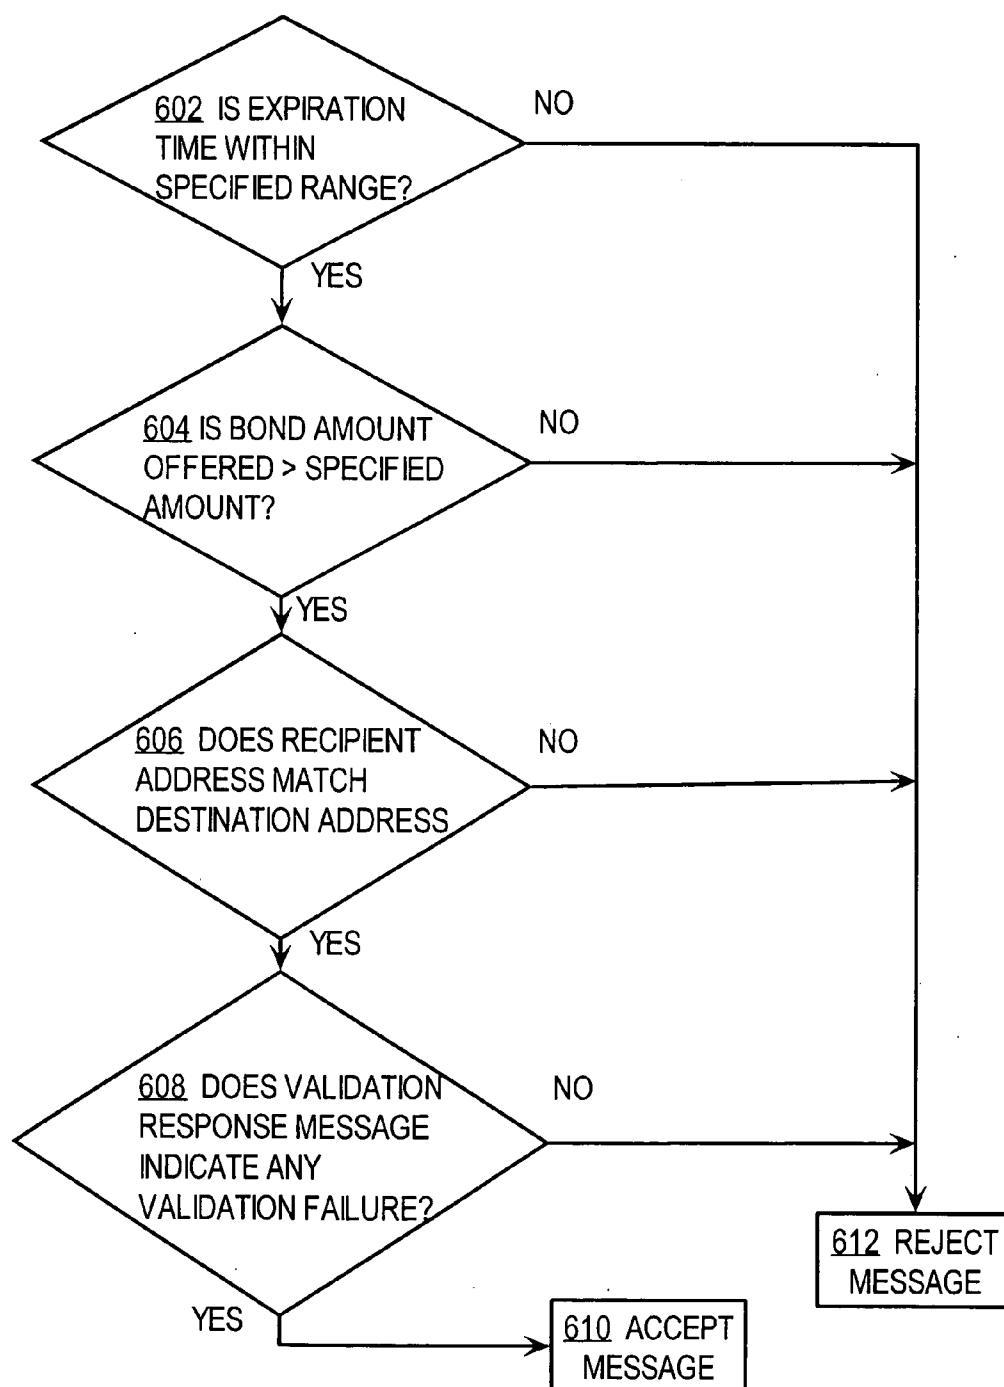 602 IS EXPIRATION
TIME WITHIN
SPECIFIED RANGE?
NO
YES
604 IS BOND AMOUNT
OFFERED > SPECIFIED
AMOUNT?
NO
YES
606 DOES RECIPIENT
ADDRESS MATCH
DESTINATION ADDRESS
NO
YES
608 DOES VALIDATION
RESPONSE MESSAGE
INDICATE ANY
VALIDATION FAILURE?
NO
612 REJECT
MESSAGE
YES
610 ACCEPT
MESSAGE